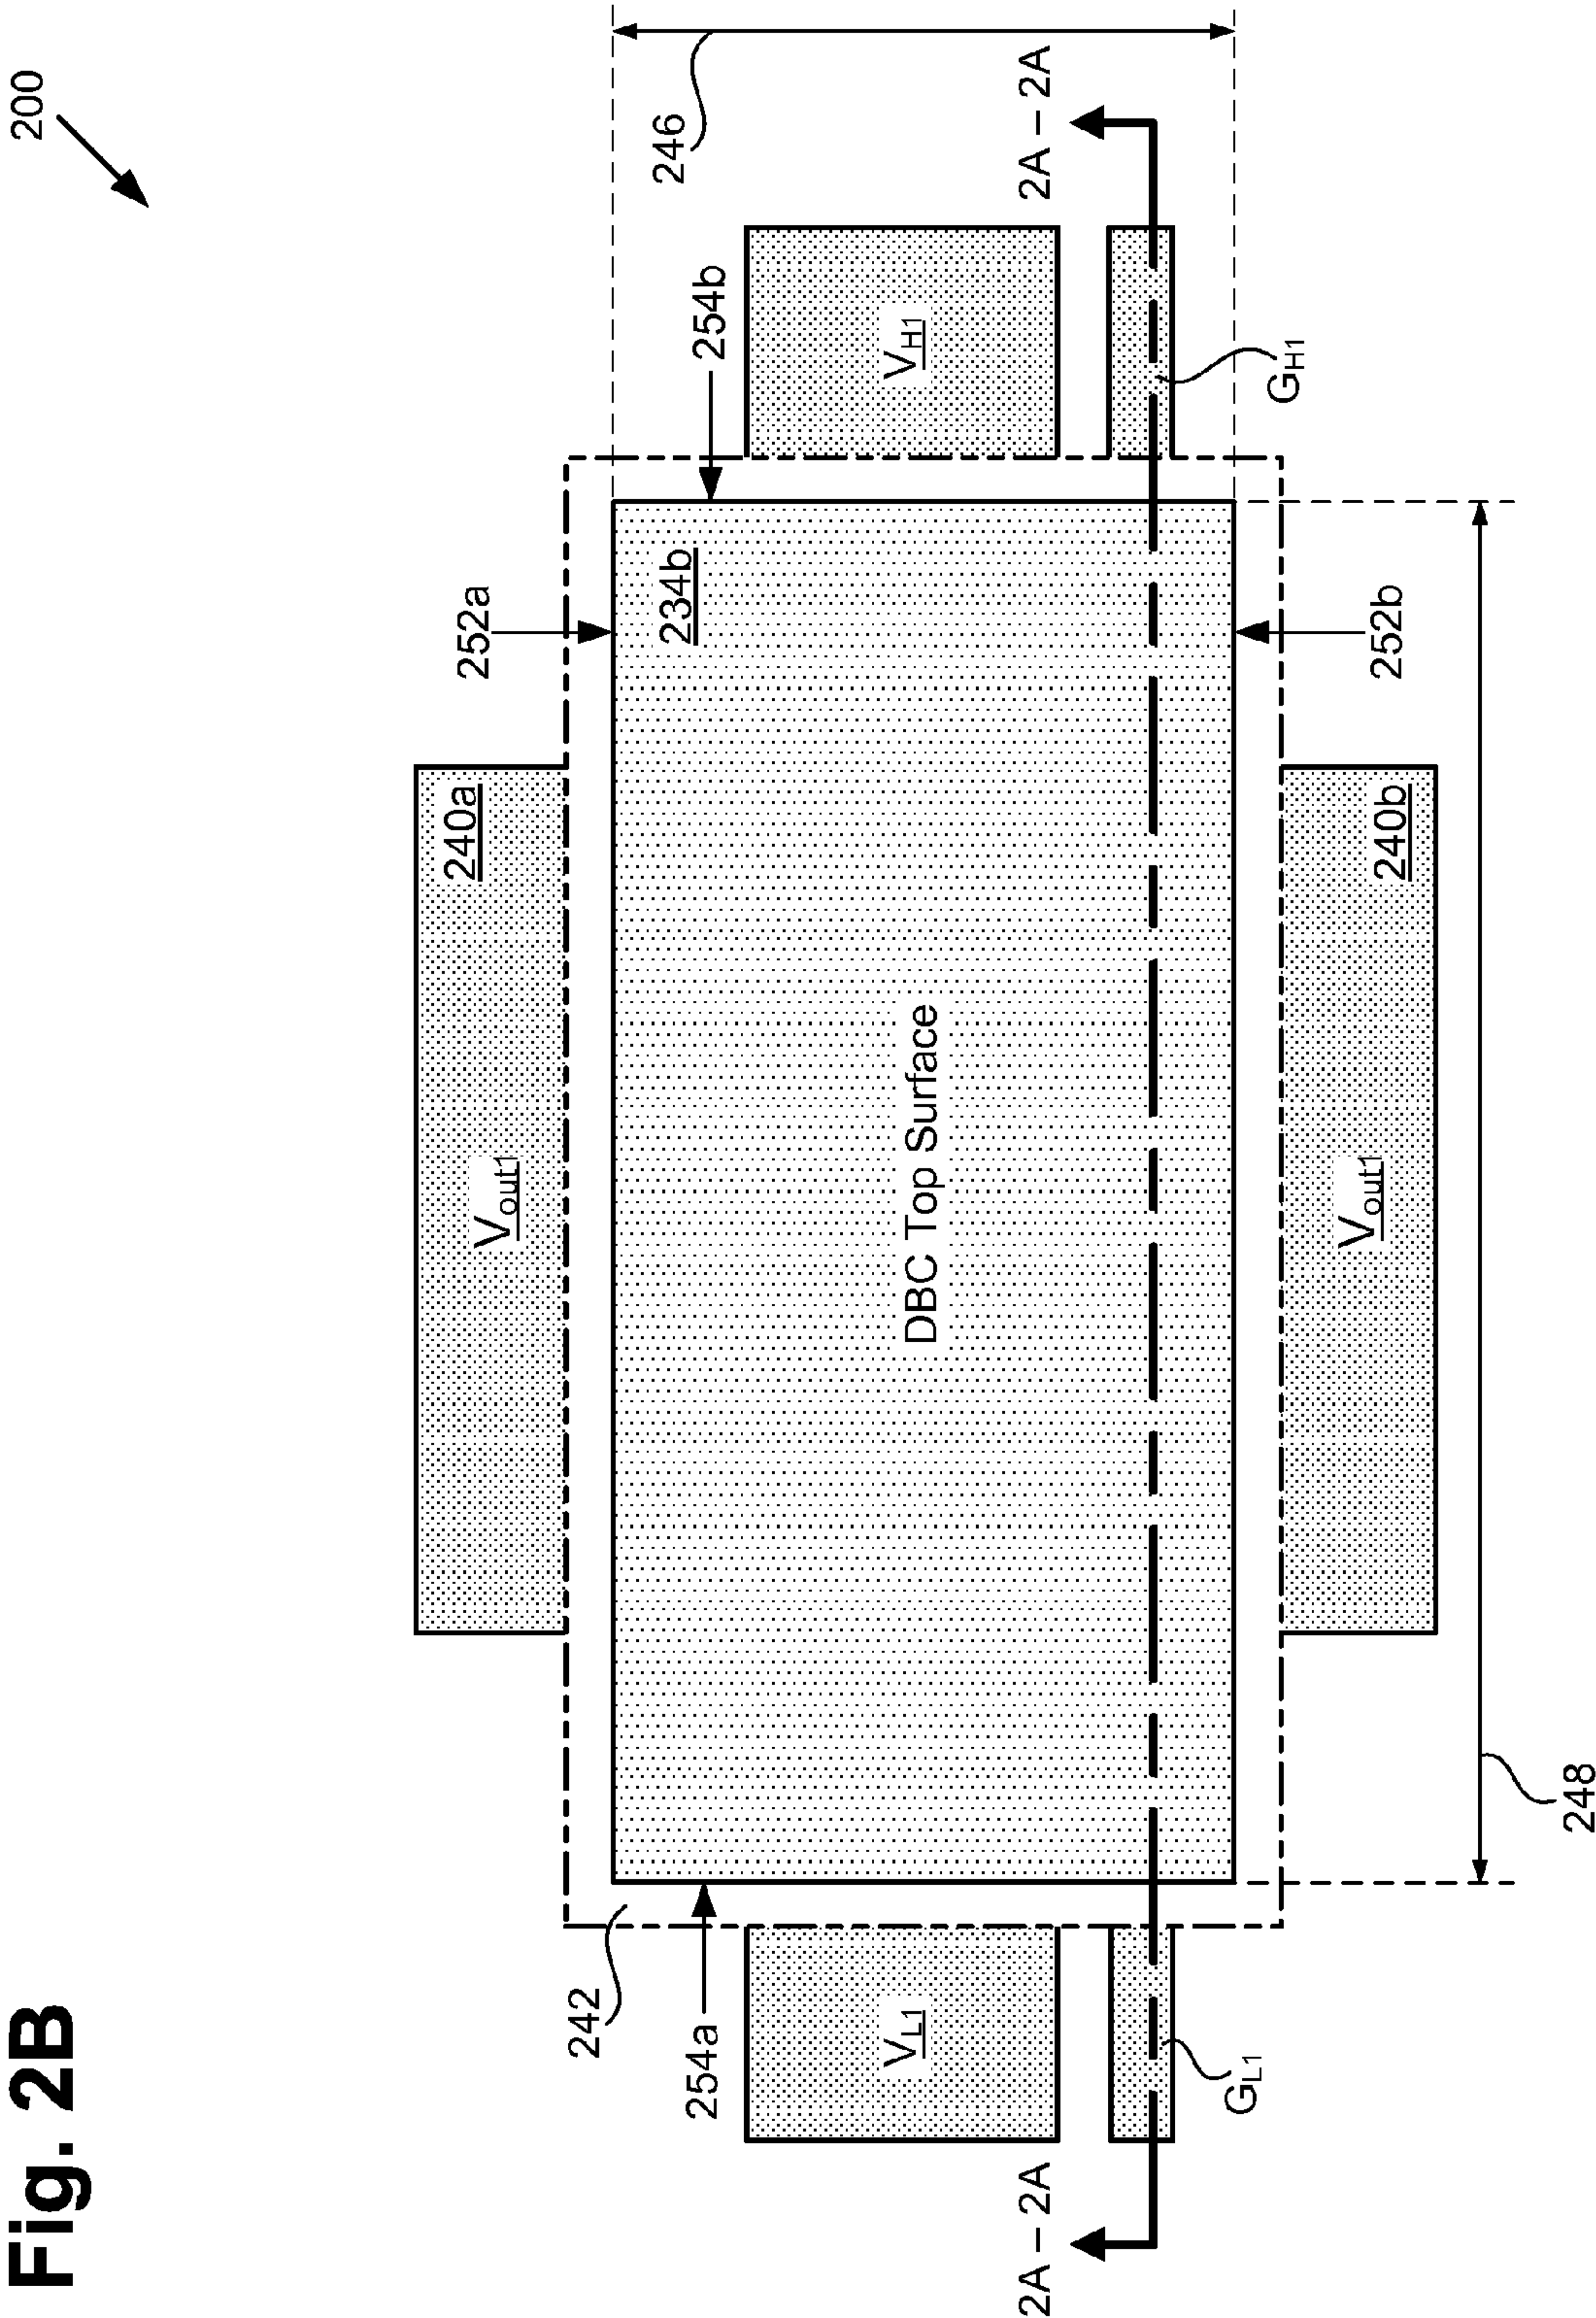 Fig. 2B
200
240a
252a
V_out1
242
246
234b
254a
254b
V_L1
DBC Top Surface
V_H1
2A – 2A
2A – 2A
G_L1
G_H1
V_out1
240b
252b
248